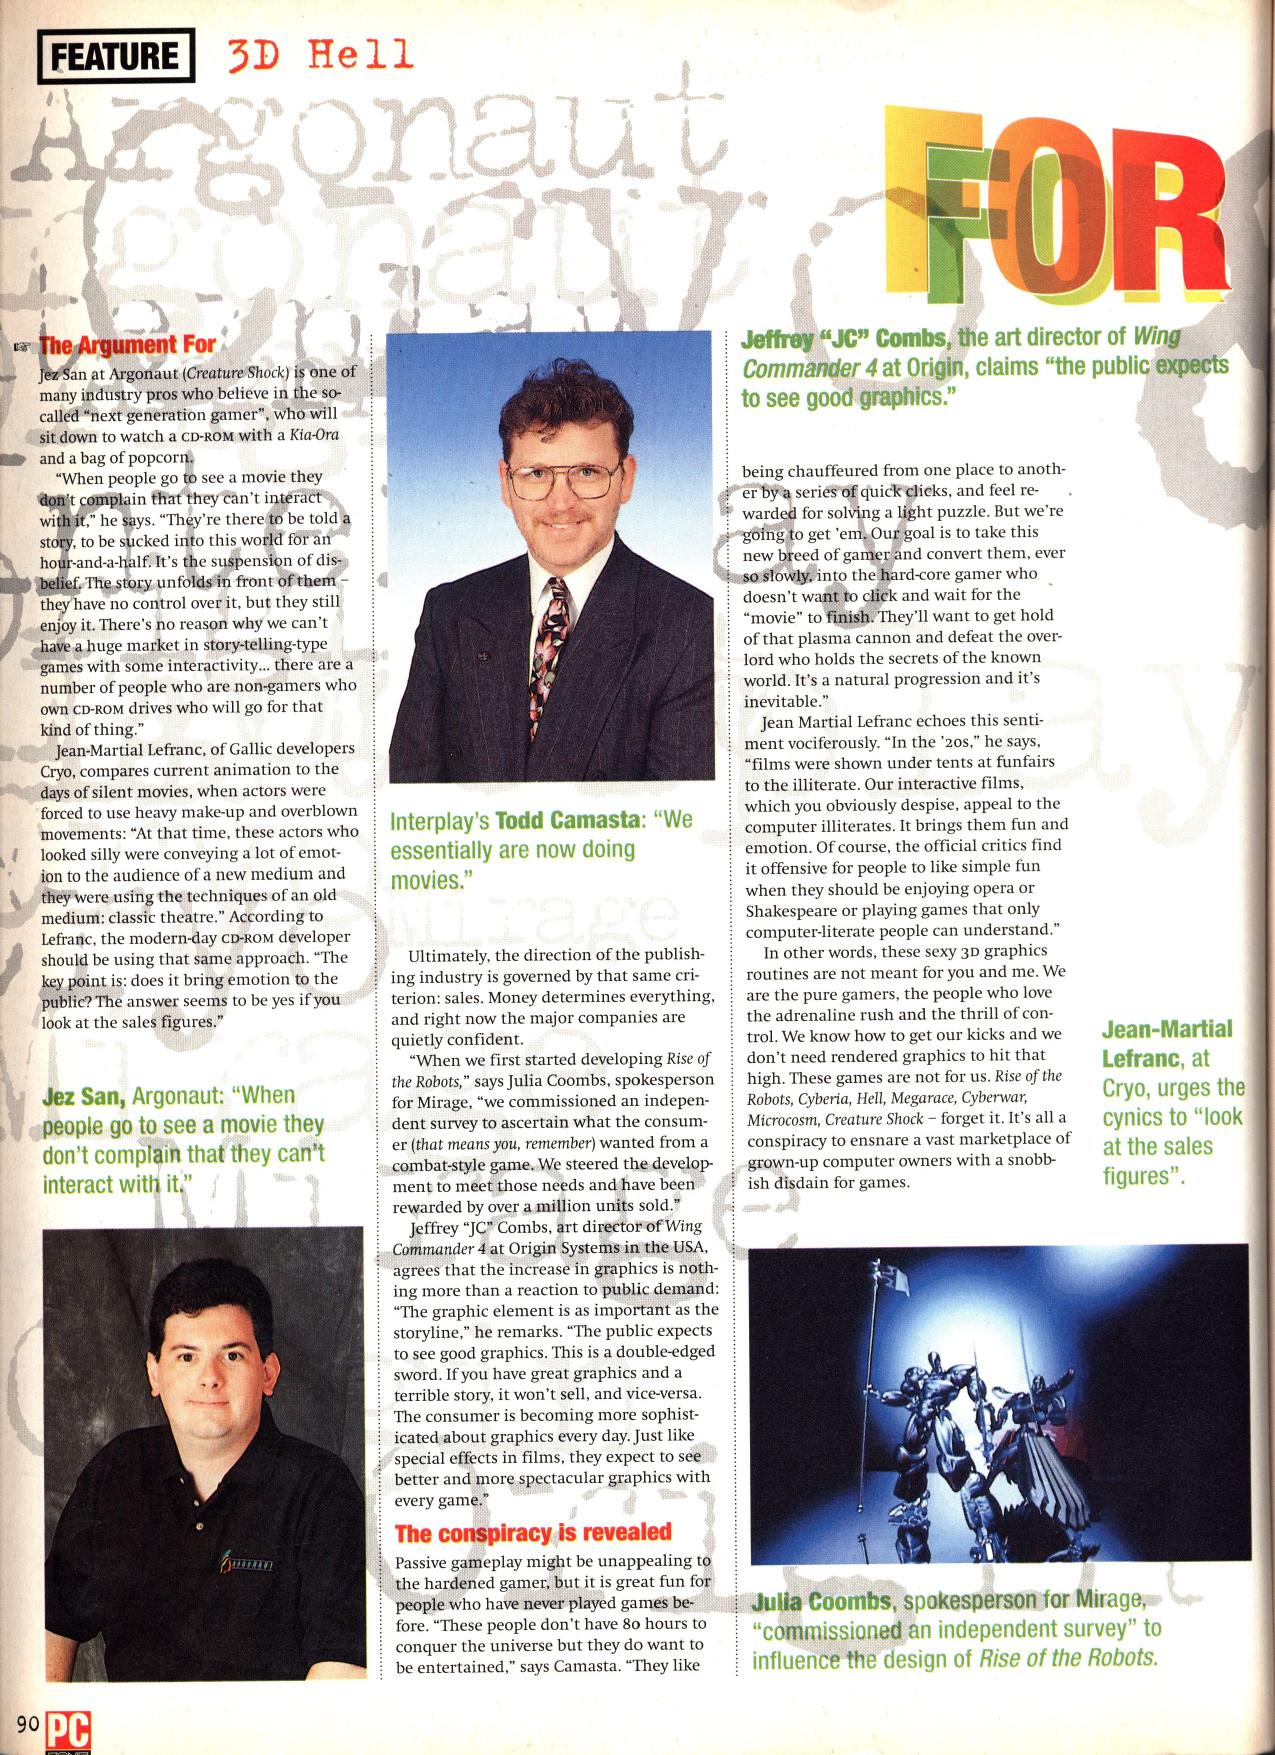 FEATURE 3D Hell
Argonaut
FOR
The Argument For
Jez San at Argonaut (Creature Shock) is one of
many industry pros who believe in the so-
called “next generation gamer”, who will
sit down to watch a CD-ROM with a Kia-Ora
and a bag of popcorn.
“When people go to see a movie they
don’t complain that they can’t interact
with it,” he says. “They’re there to be told a
story, to be sucked into this world for an
hour-and-a-half. It’s the suspension of dis-
belief. The story unfolds in front of them –
they have no control over it, but they still
enjoy it. There’s no reason why we can’t
have a huge market in story-telling-type
games with some interactivity... there are a
number of people who are non-gamers who
own CD-ROM drives who will go for that
kind of thing.”
Jean-Martial Lefranc, of Gallic developers
Cryo, compares current animation to the
days of silent movies, when actors were
forced to use heavy make-up and overblown
movements: “At that time, these actors who
looked silly were conveying a lot of emot-
ion to the audience of a new medium and
they were using the techniques of an old
medium: classic theatre.” According to
Lefranc, the modern-day CD-ROM developer
should be using that same approach. “The
key point is: does it bring emotion to the
public? The answer seems to be yes if you
look at the sales figures.”
Jez San, Argonaut: “When
people go to see a movie they
don’t complain that they can’t
interact with it.”
ARGONAUT
Interplay’s Todd Camasta: “We
essentially are now doing
movies.”
Mirage
Ultimately, the direction of the publish-
ing industry is governed by that same cri-
terion: sales. Money determines everything,
and right now the major companies are
quietly confident.
“When we first started developing Rise of
the Robots,” says Julia Coombs, spokesperson
for Mirage, “we commissioned an indepen-
dent survey to ascertain what the consum-
er (that means you, remember) wanted from a
combat-style game. We steered the develop-
ment to meet those needs and have been
rewarded by over a million units sold.”
Jeffrey “JC” Combs, art director of Wing
Commander 4 at Origin Systems in the USA,
agrees that the increase in graphics is noth-
ing more than a reaction to public demand:
“The graphic element is as important as the
storyline,” he remarks. “The public expects
to see good graphics. This is a double-edged
sword. If you have great graphics and a
terrible story, it won’t sell, and vice-versa.
The consumer is becoming more sophist-
icated about graphics every day. Just like
special effects in films, they expect to see
better and more spectacular graphics with
every game.”
The conspiracy is revealed
Passive gameplay might be unappealing to
the hardened gamer, but it is great fun for
people who have never played games be-
fore. “These people don’t have 80 hours to
conquer the universe but they do want to
be entertained,” says Camasta. “They like
Jeffrey “JC” Combs, the art director of Wing
Commander 4 at Origin, claims “the public expects
to see good graphics.”
being chauffeured from one place to anoth-
er by a series of quick clicks, and feel re-
warded for solving a light puzzle. But we’re
going to get ’em. Our goal is to take this
new breed of gamer and convert them, ever
so slowly, into the hard-core gamer who
doesn’t want to click and wait for the
“movie” to finish. They’ll want to get hold
of that plasma cannon and defeat the over-
lord who holds the secrets of the known
world. It’s a natural progression and it’s
inevitable.”
Jean Martial Lefranc echoes this senti-
ment vociferously. “In the ’20s,” he says,
“films were shown under tents at funfairs
to the illiterate. Our interactive films,
which you obviously despise, appeal to the
computer illiterates. It brings them fun and
emotion. Of course, the official critics find
it offensive for people to like simple fun
when they should be enjoying opera or
Shakespeare or playing games that only
computer-literate people can understand.”
In other words, these sexy 3D graphics
routines are not meant for you and me. We
are the pure gamers, the people who love
the adrenaline rush and the thrill of con-
trol. We know how to get our kicks and we
don’t need rendered graphics to hit that
high. These games are not for us. Rise of the
Robots, Cyberia, Hell, Megarace, Cyberwar,
Microcosm, Creature Shock – forget it. It’s all a
conspiracy to ensnare a vast marketplace of
grown-up computer owners with a snobb-
ish disdain for games.
Jean-Martial
Lefranc, at
Cryo, urges the
cynics to “look
at the sales
figures”.
Julia Coombs, spokesperson for Mirage,
“commissioned an independent survey” to
influence the design of Rise of the Robots.
90 PC